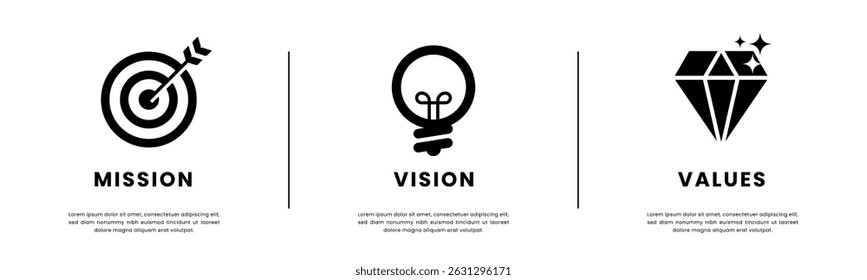 MISSION
Lorem ipsum dolor sit amet, consectetuer adipiscing elit,
sed diam nonummy nibh euismod tincidunt ut laoreet
dolore magna aliquam erat volutpat.
VISION
Lorem ipsum dolor sit amet, consectetuer adipiscing elit,
sed diam nonummy nibh euismod tincidunt ut laoreet
dolore magna aliquam erat volutpat.
VALUES
Lorem ipsum dolor sit amet, consectetuer adipiscing elit,
sed diam nonummy nibh euismod tincidunt ut laoreet
dolore magna aliquam erat volutpat.
shutterstock.com · 2631296171